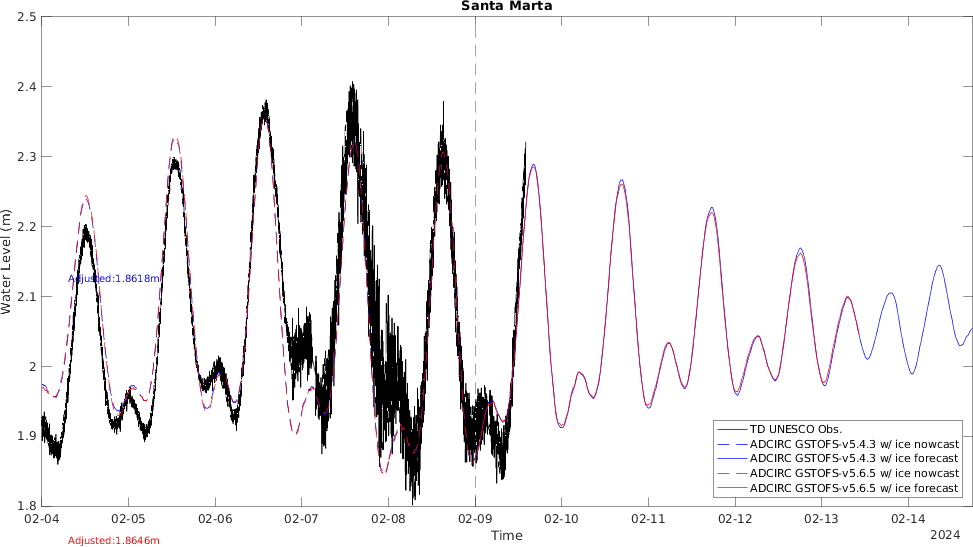 Santa Marta
2.5
2.4
2.3
2.2
2.1
2
1.9
1.8
Water Level (m)
Adjusted:1.8618m
TD UNESCO Obs.
ADCIRC GSTOFS-v5.4.3 w/ ice nowcast
ADCIRC GSTOFS-v5.4.3 w/ ice forecast
ADCIRC GSTOFS-v5.6.5 w/ ice nowcast
ADCIRC GSTOFS-v5.6.5 w/ ice forecast
02-04 02-05 02-06 02-07 02-08 02-09 02-10 02-11 02-12 02-13 02-14
Time
2024
Adjusted:1.8646m